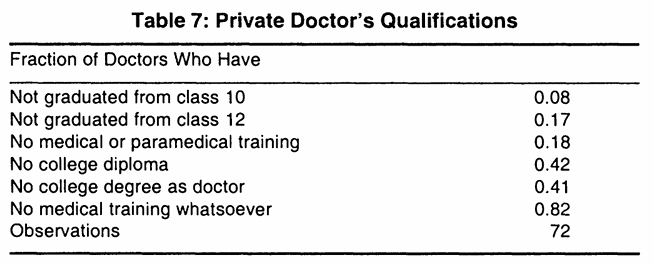 Table 7: Private Doctor's Qualifications
Fraction of Doctors Who Have
Not graduated from class 10 0.08
Not graduated from class 12 0.17
No medical or paramedical training 0.18
No college diploma 0.42
No college degree as doctor 0.41
No medical training whatsoever 0.82
Observations 72